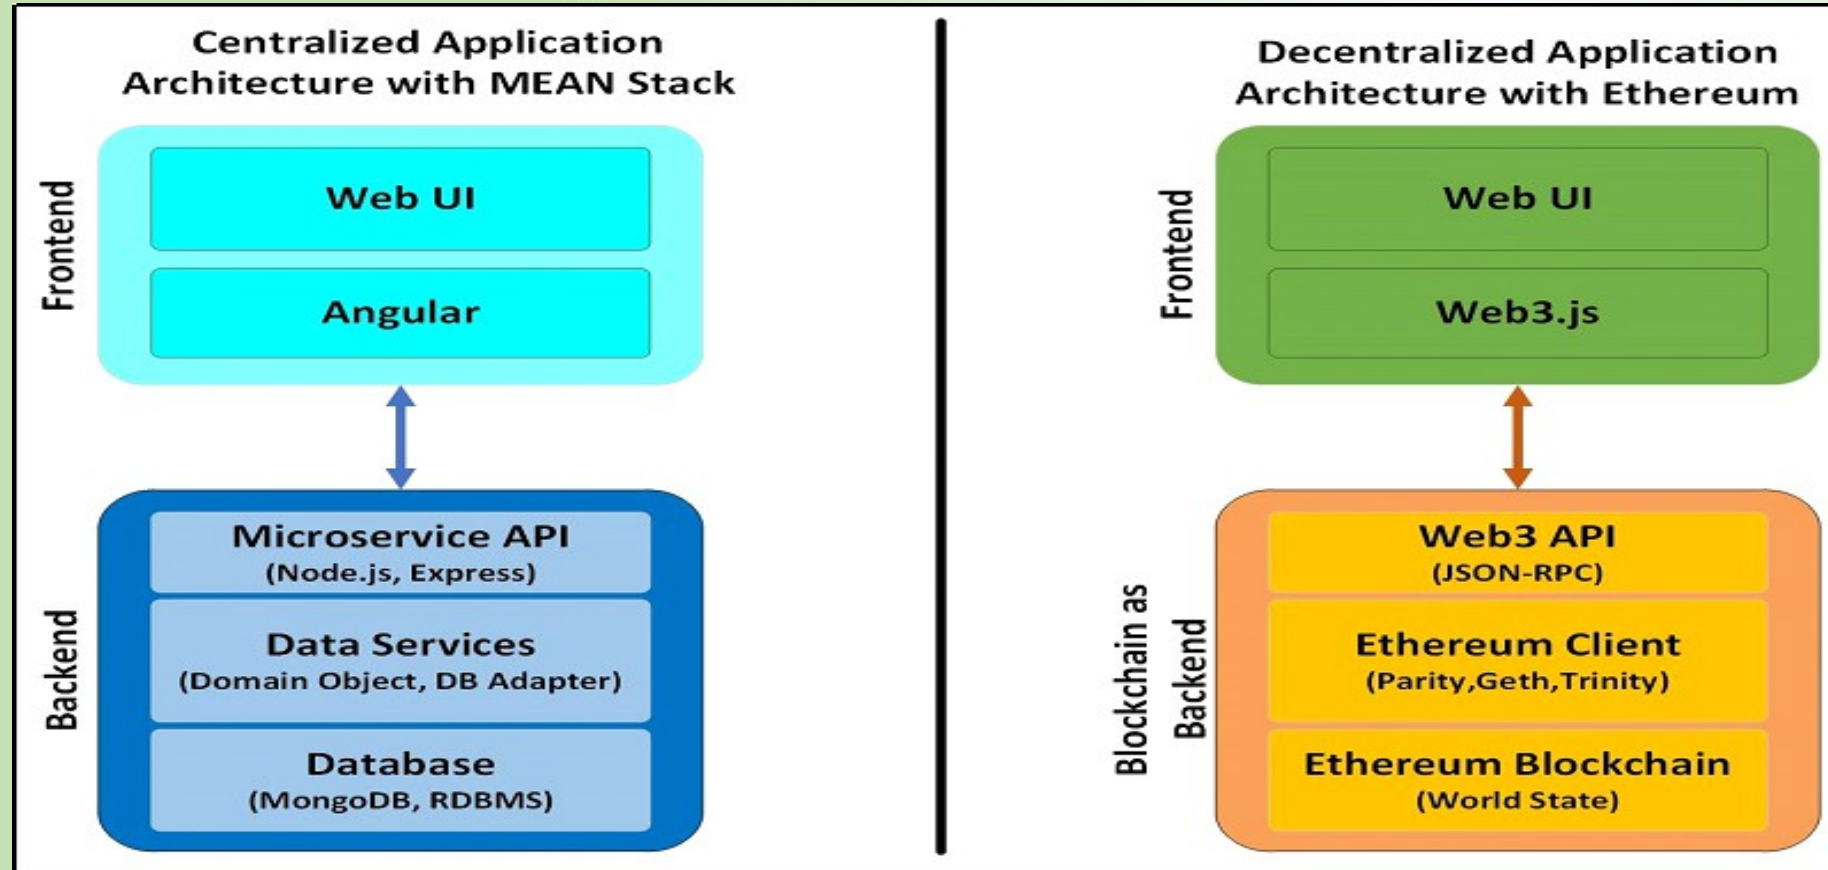 Centralized Application
Architecture with MEAN Stack
Frontend
Web UI
Angular
Backend
Microservice API
(Node.js, Express)
Data Services
(Domain Object, DB Adapter)
Database
(MongoDB, RDBMS)
Decentralized Application
Architecture with Ethereum
Frontend
Web UI
Web3.js
Blockchain as
Backend
Web3 API
(JSON-RPC)
Ethereum Client
(Parity,Geth,Trinity)
Ethereum Blockchain
(World State)